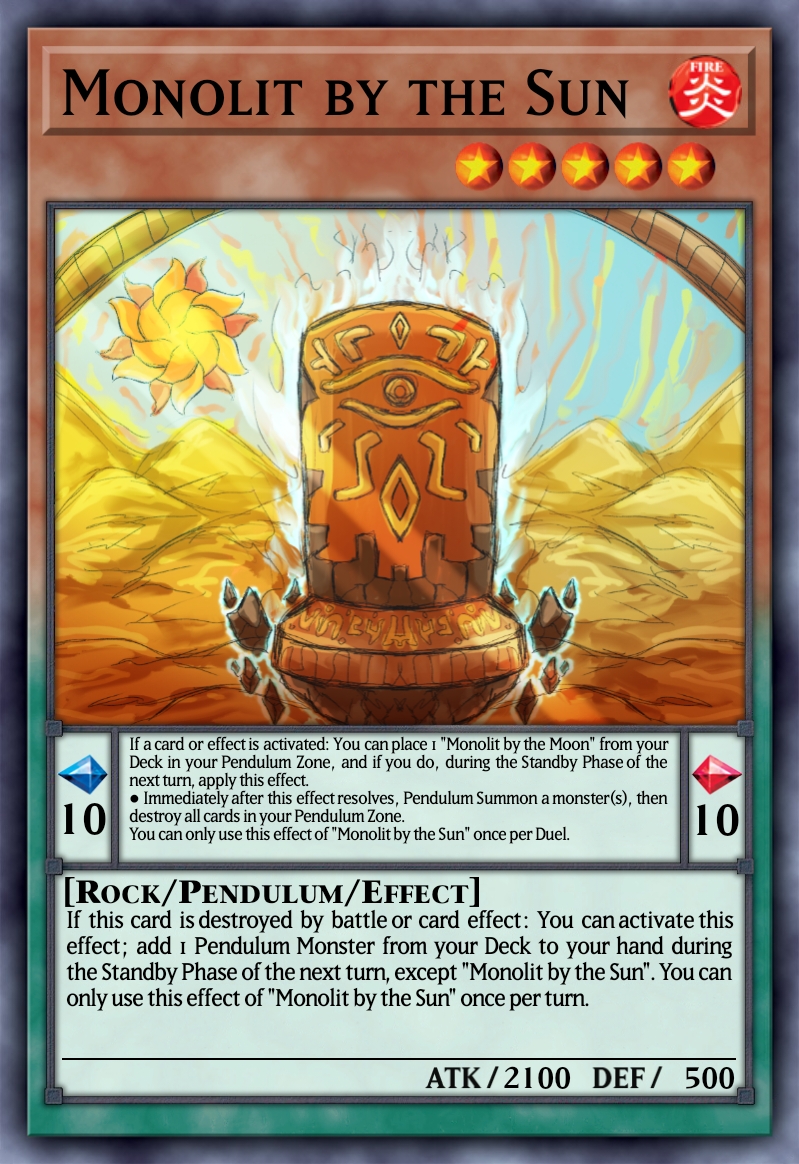 Monolit by the Sun
FIRE
炎
If a card or effect is activated: You can place 1 "Monolit by the Moon" from your
Deck in your Pendulum Zone, and if you do, during the Standby Phase of the
next turn, apply this effect.
● Immediately after this effect resolves, Pendulum Summon a monster(s), then
destroy all cards in your Pendulum Zone.
You can only use this effect of "Monolit by the Sun" once per Duel.
10
10
[Rock/Pendulum/Effect]
If this card is destroyed by battle or card effect: You can activate this
effect; add 1 Pendulum Monster from your Deck to your hand during
the Standby Phase of the next turn, except "Monolit by the Sun". You can
only use this effect of "Monolit by the Sun" once per turn.
ATK / 2100 DEF / 500